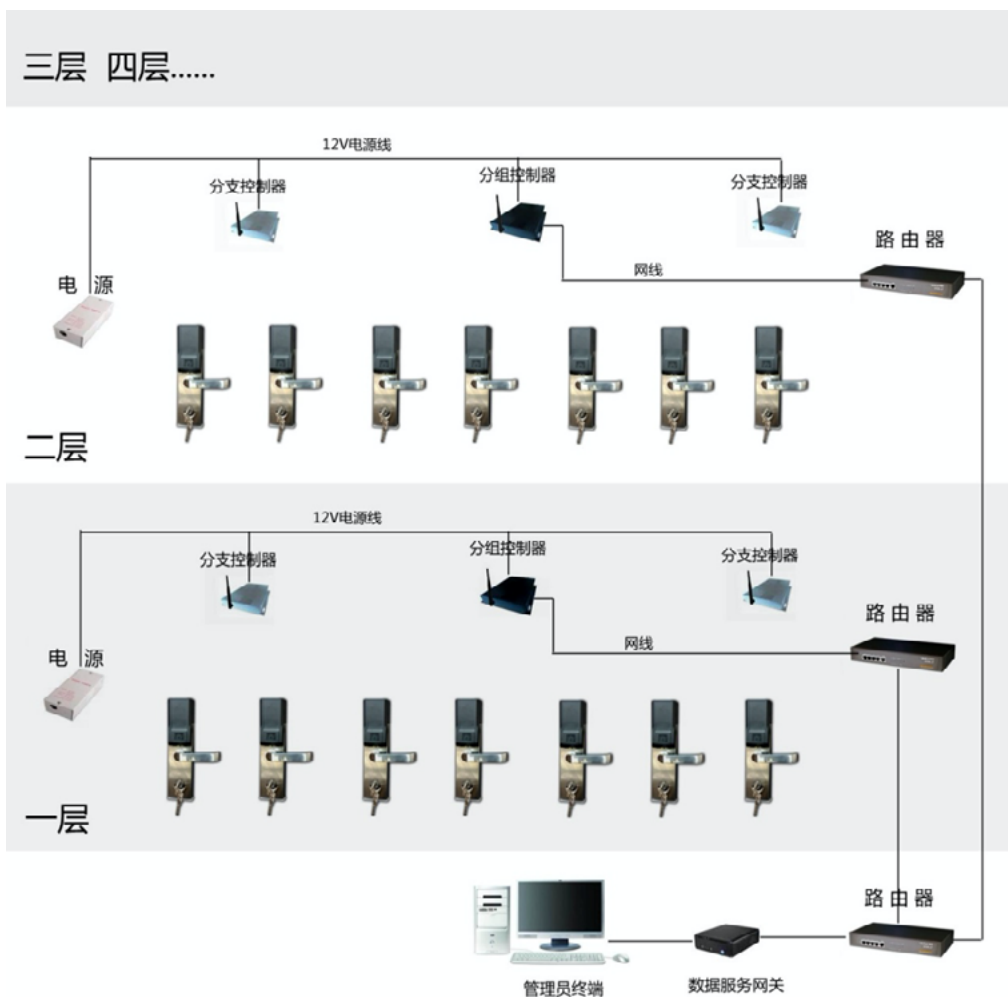 三层 四层......
12V电源线
分支控制器
分组控制器
分支控制器
路由器
网线
电源
二层
12V电源线
分支控制器
分组控制器
分支控制器
路由器
网线
电源
一层
路由器
管理员终端
数据服务网关